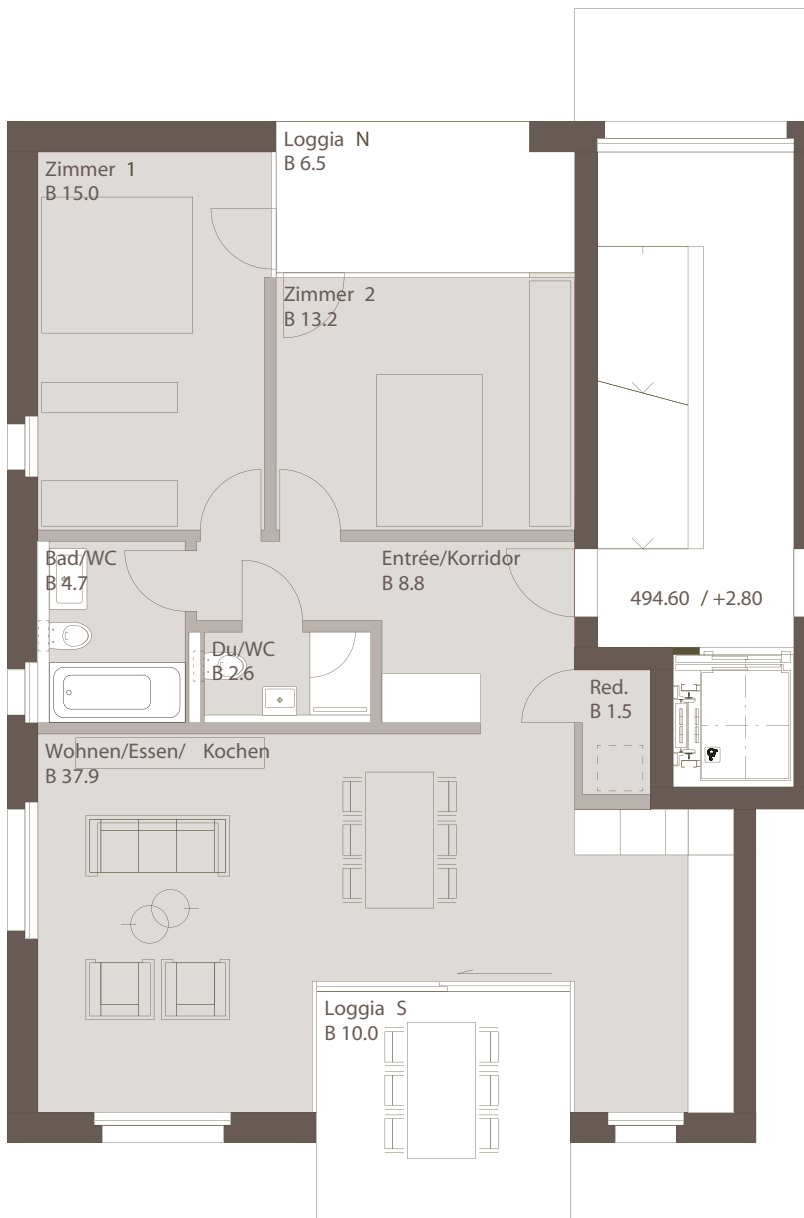 Loggia N
B 6.5
Zimmer 1
B 15.0
Zimmer 2
B 13.2
Bad/WC
B 4.7
Entrée/Korridor
B 8.8
494.60 / +2.80
Du/WC
B 2.6
Red.
B 1.5
Wohnen/Essen/ Kochen
B 37.9
Loggia S
B 10.0